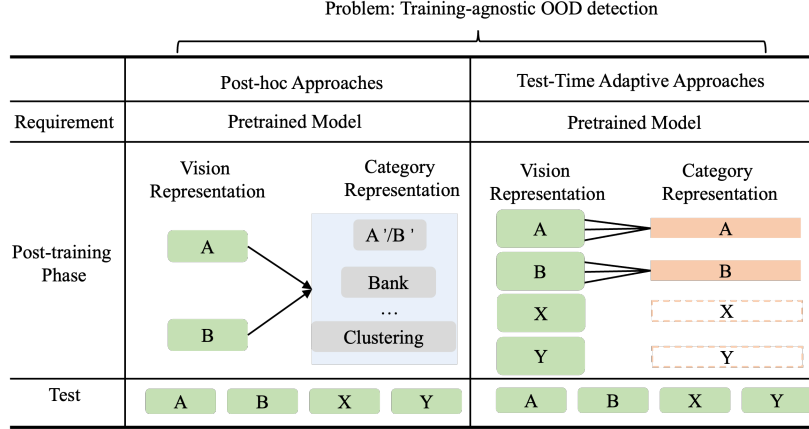 Problem: Training-agnostic OOD detection
Post-hoc Approaches
Test-Time Adaptive Approaches
Requirement
Pretrained Model
Pretrained Model
Post-training
Phase
Vision
Representation
Category
Representation
A
B
A '/B '
Bank
...
Clustering
Vision
Representation
Category
Representation
A
A
B
B
X
X
Y
Y
Test
A
B
X
Y
A
B
X
Y